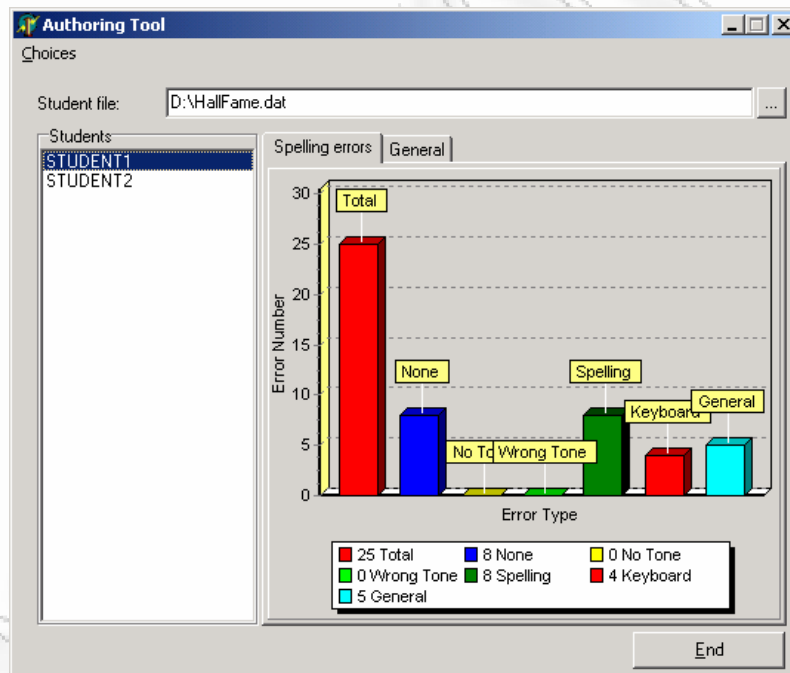 Authoring Tool
Choices
Student file: D:\HallFame.dat ...
Students
STUDENT1
STUDENT2
Spelling errors General
30
25
20
15
10
5
0
Error Number
Total
None
No To
Wrong Tone
Spelling
Keyboard
General
Error Type
25 Total 8 None 0 No Tone
0 Wrong Tone 8 Spelling 4 Keyboard
5 General
End